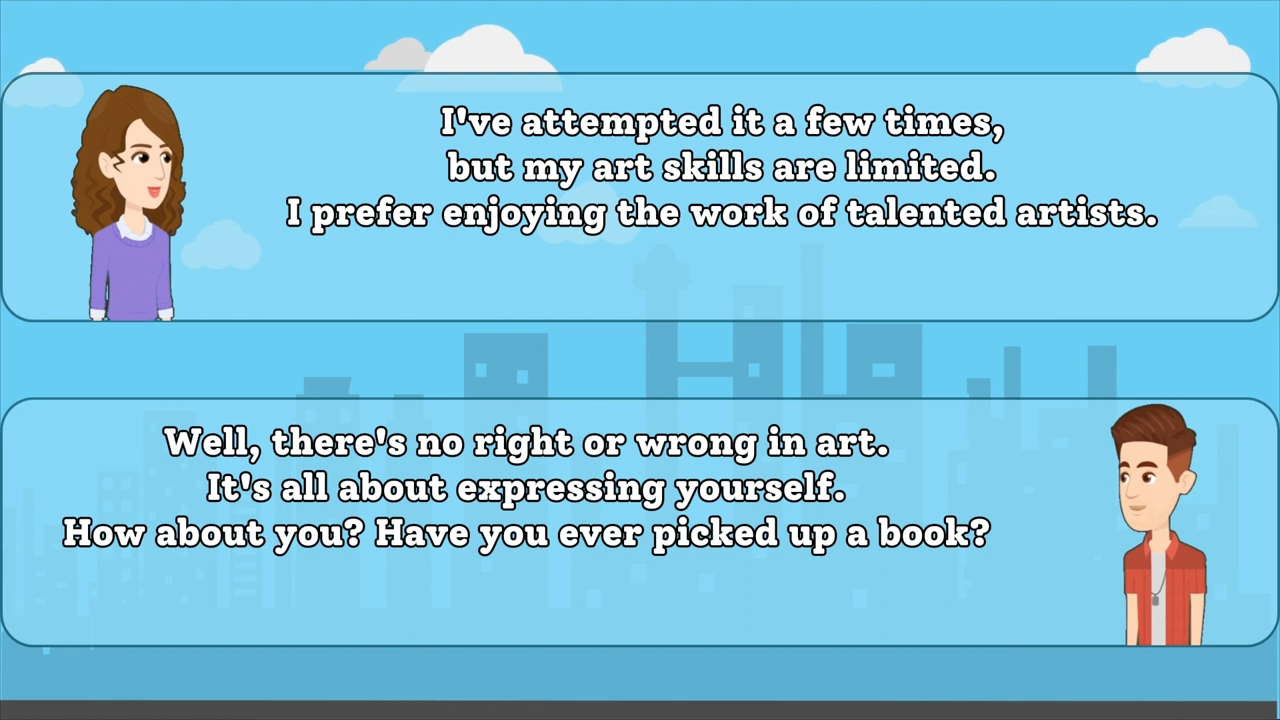 I've attempted it a few times,
but my art skills are limited.
I prefer enjoying the work of talented artists.
Well, there's no right or wrong in art.
It's all about expressing yourself.
How about you? Have you ever picked up a book?